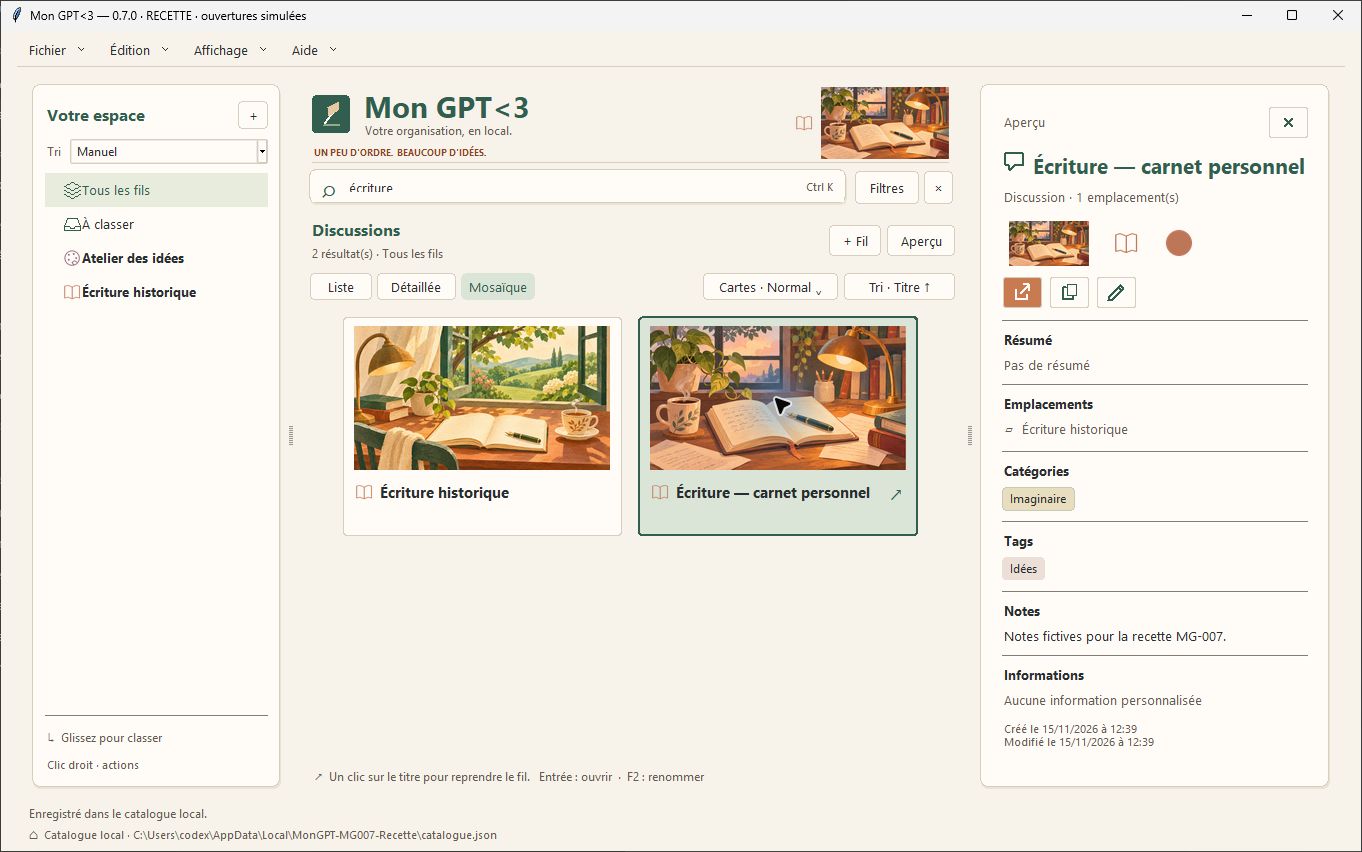 Mon GPT<3 — 0.7.0 · RECETTE · ouvertures simulées
Fichier Édition Affichage Aide
Votre espace +
Tri Manuel
Tous les fils
À classer
Atelier des idées
Écriture historique
Glissez pour classer
Clic droit · actions
Mon GPT<3
Votre organisation, en local.
UN PEU D'ORDRE. BEAUCOUP D'IDÉES.
écriture Ctrl K Filtres ×
Discussions
2 résultat(s) · Tous les fils
+ Fil Aperçu
Liste Détaillée Mosaïque Cartes · Normal Tri · Titre ↑
Écriture historique
Écriture — carnet personnel ↗
↗ Un clic sur le titre pour reprendre le fil. Entrée : ouvrir · F2 : renommer
Aperçu
Écriture — carnet personnel
Discussion · 1 emplacement(s)
Résumé
Pas de résumé
Emplacements
Écriture historique
Catégories
Imaginaire
Tags
Idées
Notes
Notes fictives pour la recette MG-007.
Informations
Aucune information personnalisée
Créé le 15/11/2026 à 12:39
Modifié le 15/11/2026 à 12:39
Enregistré dans le catalogue local.
Catalogue local · C:\Users\codex\AppData\Local\MonGPT-MG007-Recette\catalogue.json